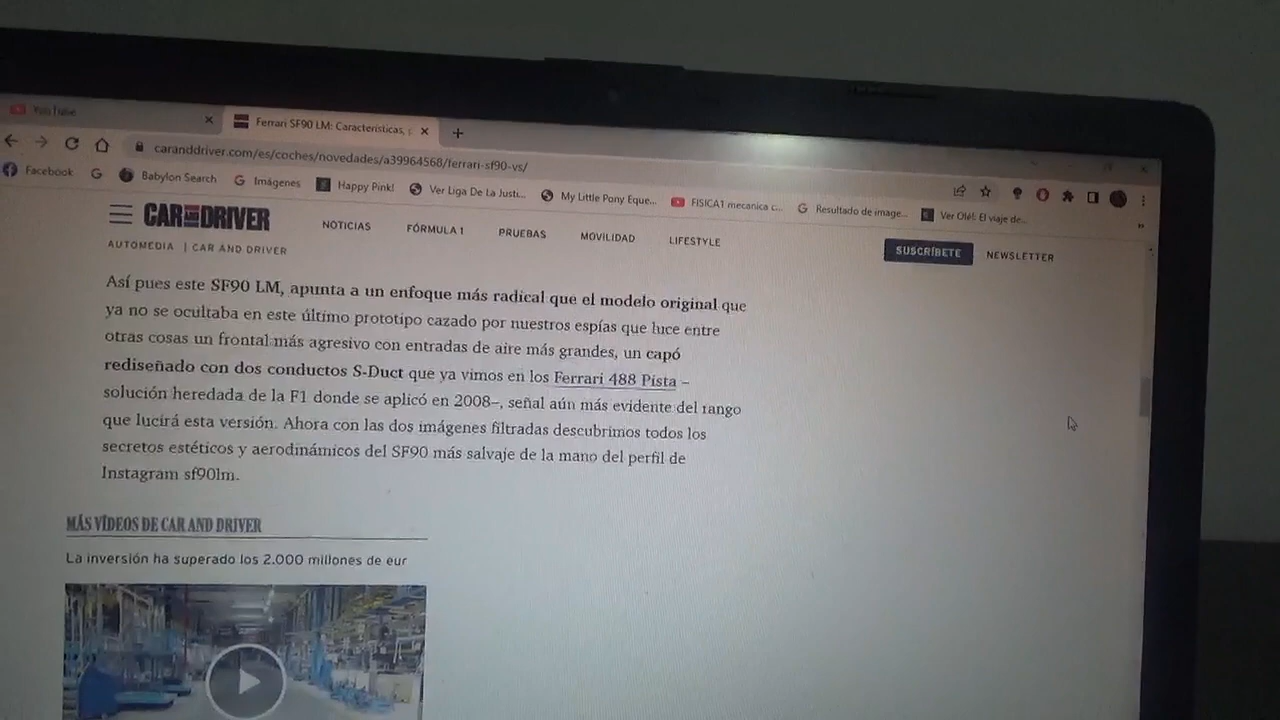 YouTube
Ferrari SF90 LM: Características, p
caranddriver.com/es/coches/novedades/a39964568/ferrari-sf90-vs/
Facebook
Babylon Search
Imágenes
Happy Pink!
Ver Liga De La Justi...
My Little Pony Eque...
FISICA1 mecanica c...
Resultado de image...
Ver Olé!: El viaje de...
CAR AND DRIVER
NOTICIAS
FÓRMULA 1
PRUEBAS
MOVILIDAD
LIFESTYLE
SUSCRÍBETE
NEWSLETTER
AUTOMEDIA | CAR AND DRIVER
Así pues este SF90 LM, apunta a un enfoque más radical que el modelo original que
ya no se ocultaba en este último prototipo cazado por nuestros espías que luce entre
otras cosas un frontal más agresivo con entradas de aire más grandes, un capó
rediseñado con dos conductos S-Duct que ya vimos en los Ferrari 488 Pista –
solución heredada de la F1 donde se aplicó en 2008–, señal aún más evidente del rango
que lucirá esta versión. Ahora con las dos imágenes filtradas descubrimos todos los
secretos estéticos y aerodinámicos del SF90 más salvaje de la mano del perfil de
Instagram sf90lm.
MÁS VÍDEOS DE CAR AND DRIVER
La inversión ha superado los 2.000 millones de eur